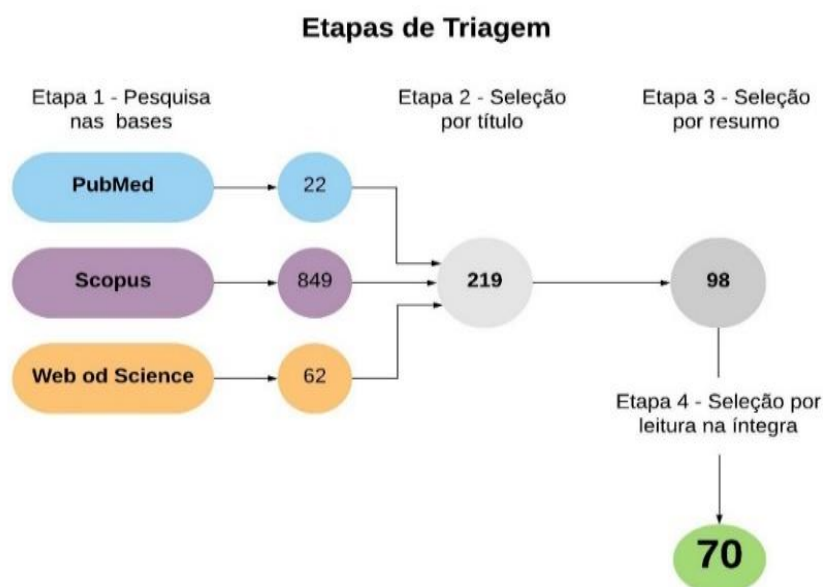 Etapas de Triagem
Etapa 1 - Pesquisa
nas bases
Etapa 2 - Seleção
por título
Etapa 3 - Seleção
por resumo
PubMed
22
Scopus
849
219
98
Web od Science
62
Etapa 4 - Seleção por
leitura na íntegra
70